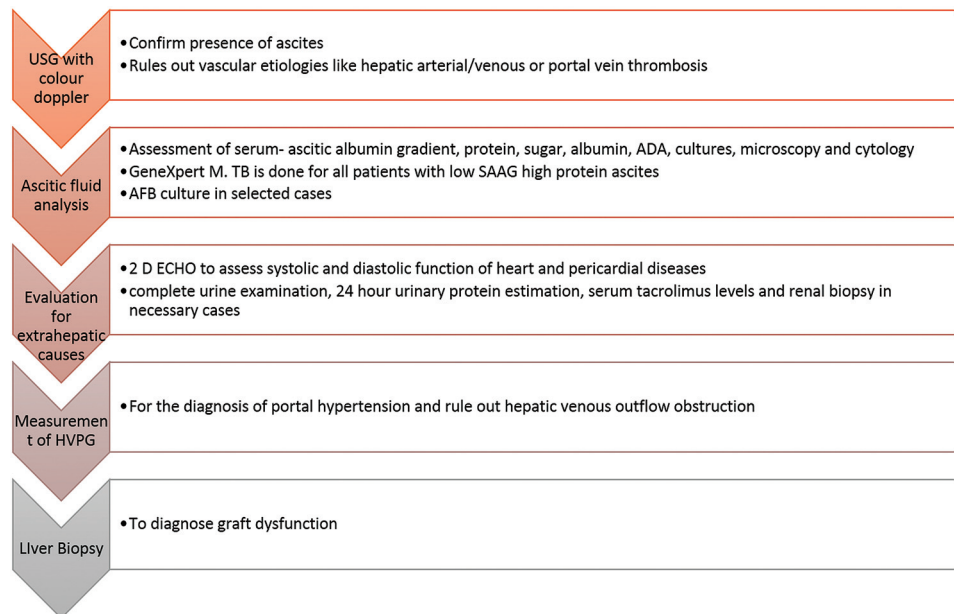 USG with
colour
doppler
•Confirm presence of ascites
•Rules out vascular etiologies like hepatic arterial/venous or portal vein thrombosis
Ascitic fluid
analysis
•Assessment of serum- ascitic albumin gradient, protein, sugar, albumin, ADA, cultures, microscopy and cytology
•GeneXpert M. TB is done for all patients with low SAAG high protein ascites
•AFB culture in selected cases
Evaluation
for
extrahepatic
causes
•2 D ECHO to assess systolic and diastolic function of heart and pericardial diseases
•complete urine examination, 24 hour urinary protein estimation, serum tacrolimus levels and renal biopsy in
necessary cases
Measuremen
t of HVPG
•For the diagnosis of portal hypertension and rule out hepatic venous outflow obstruction
LIver Biopsy
•To diagnose graft dysfunction